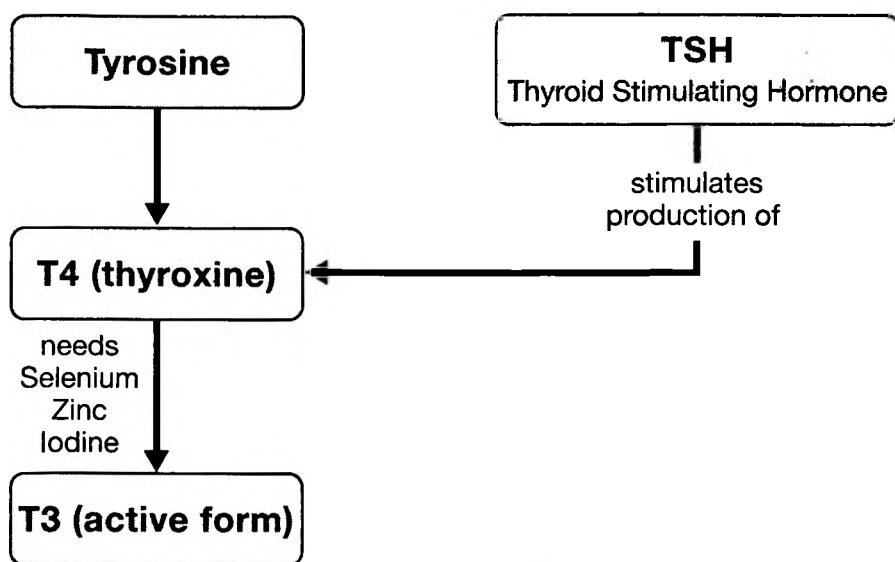 Tyrosine
TSH
Thyroid Stimulating Hormone
stimulates
production of
T4 (thyroxine)
needs
Selenium
Zinc
Iodine
T3 (active form)